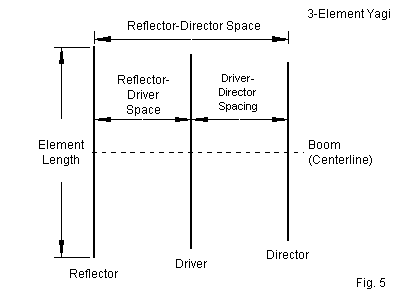 3-Element Yagi
Reflector-Director Space
Reflector-
Driver
Space
Driver-
Director
Spacing
Element
Length
Boom
(Centerline)
Reflector
Driver
Director
Fig. 5